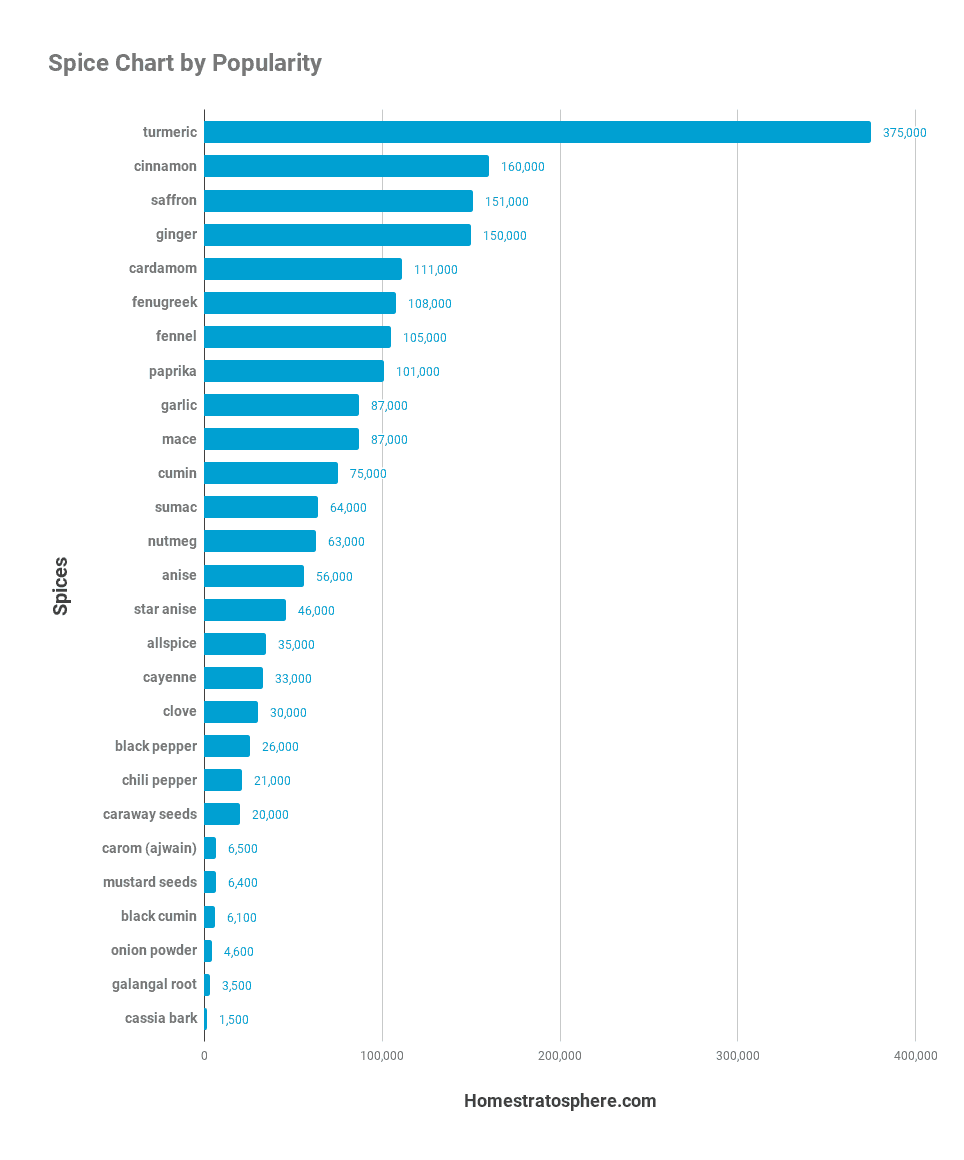 Spice Chart by Popularity
turmeric 375,000
cinnamon 160,000
saffron 151,000
ginger 150,000
cardamom 111,000
fenugreek 108,000
fennel 105,000
paprika 101,000
garlic 87,000
mace 87,000
cumin 75,000
sumac 64,000
nutmeg 63,000
anise 56,000
star anise 46,000
allspice 35,000
cayenne 33,000
clove 30,000
black pepper 26,000
chili pepper 21,000
caraway seeds 20,000
carom (ajwain) 6,500
mustard seeds 6,400
black cumin 6,100
onion powder 4,600
galangal root 3,500
cassia bark 1,500
Spices
0 100,000 200,000 300,000 400,000
Homestratosphere.com